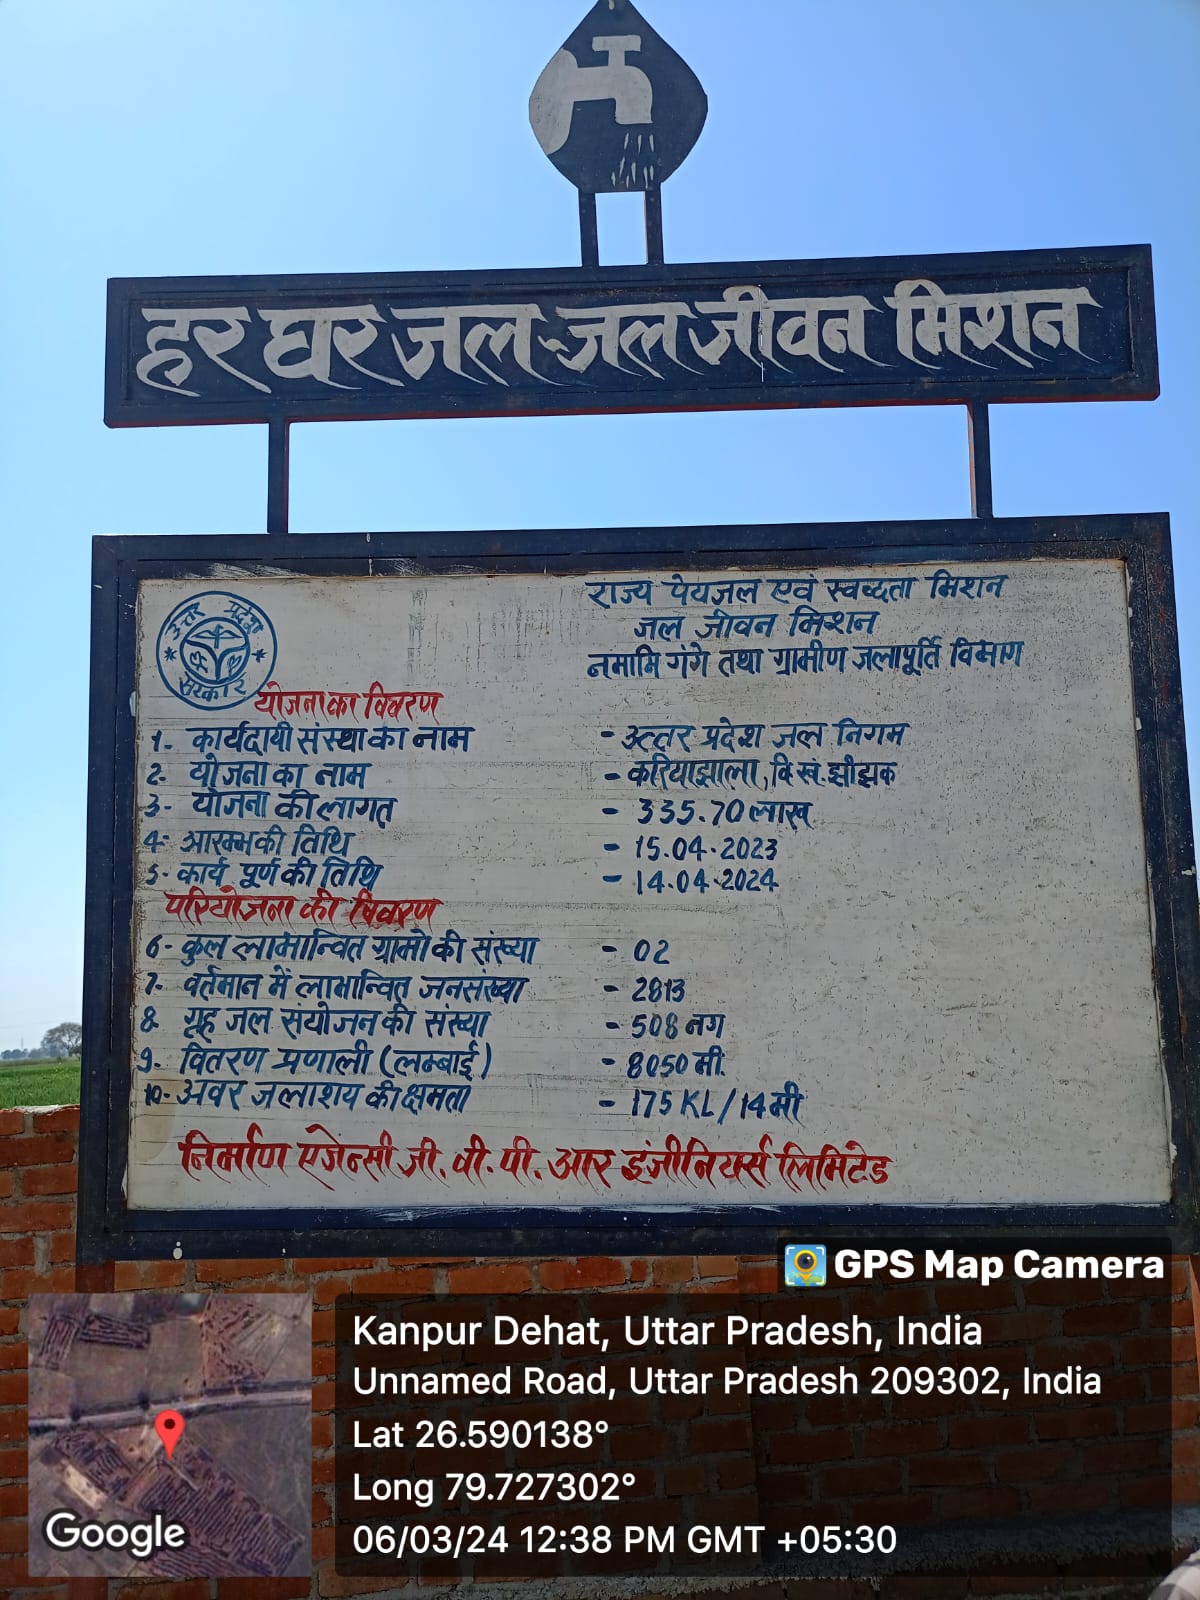 हर घर जल-जल जीवन मिशन
राज्य पेयजल एवं स्वच्छता मिशन
जल जीवन मिशन
नमामि गंगे तथा ग्रामीण जलापूर्ति विभाग
उत्तर प्रदेश
सरकार
योजना का विवरण
1- कार्यदायी संस्था का नाम - उत्तर प्रदेश जल निगम
2- योजना का नाम - करियाझाला, वि.खं. झींझक
3- योजना की लागत - 335.70 लाख
4- आरम्भ की तिथि - 15.04.2023
5- कार्य पूर्ण की तिथि - 14.04.2024
परियोजना की विवरण
6- कुल लाभान्वित ग्रामो की संख्या - 02
7- वर्तमान में लाभान्वित जनसंख्या - 2813
8 गृह जल संयोजन की संख्या - 508 नग
9- वितरण प्रणाली (लम्बाई) - 8050 मी.
10- अवर जलाशय की क्षमता - 175 KL/14 मी
निर्माण एजेन्सी जी. वी. पी. आर इंजीनियर्स लिमिटेड
GPS Map Camera
Kanpur Dehat, Uttar Pradesh, India
Unnamed Road, Uttar Pradesh 209302, India
Lat 26.590138°
Long 79.727302°
06/03/24 12:38 PM GMT +05:30
Google